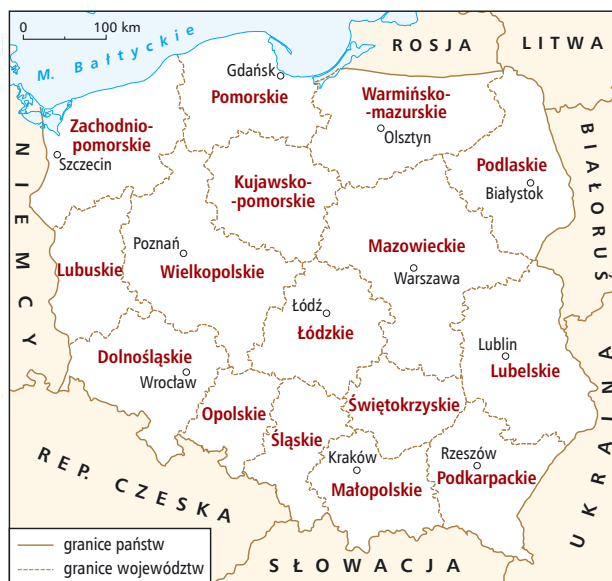 0 100 km
M. Bałtyckie
ROSJA
LITWA
Gdańsk
Pomorskie
Warmińsko-
-mazurskie
Olsztyn
Zachodnio-
pomorskie
Szczecin
Podlaskie
Białystok
BIAŁORUŚ
NIEMCY
Kujawsko-
-pomorskie
Poznań
Wielkopolskie
Lubuskie
Mazowieckie
Warszawa
Łódź
Łódzkie
Dolnośląskie
Wrocław
Lublin
Lubelskie
Opolskie
Śląskie
Świętokrzyskie
Kraków
Małopolskie
Rzeszów
Podkarpackie
UKRAINA
REP. CZESKA
SŁOWACJA
granice państw
granice województw